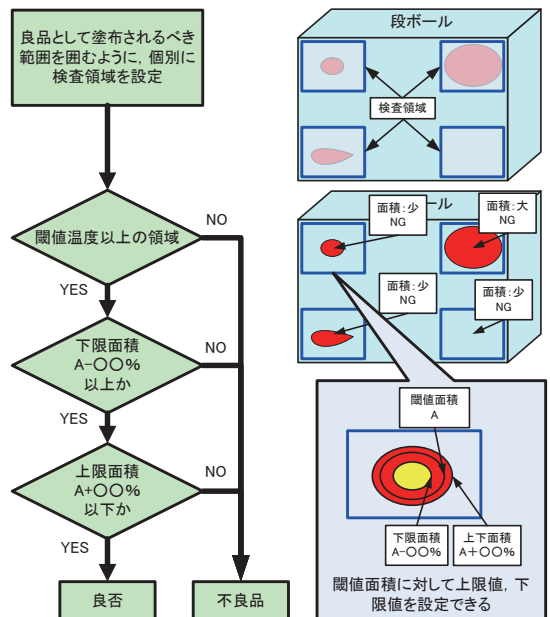 良品として塗布されるべき
範囲を囲むように，個別に
検査領域を設定
閾値温度以上の領域
NO
YES
下限面積
A-○○%
以上か
NO
YES
上限面積
A+○○%
以下か
NO
YES
良否
不良品
段ボール
検査領域
ール
面積：少
NG
面積：大
NG
面積：少
NG
面積：少
NG
閾値面積
A
下限面積
A-○○%
上下面積
A＋○○%
閾値面積に対して上限値，下
限値を設定できる